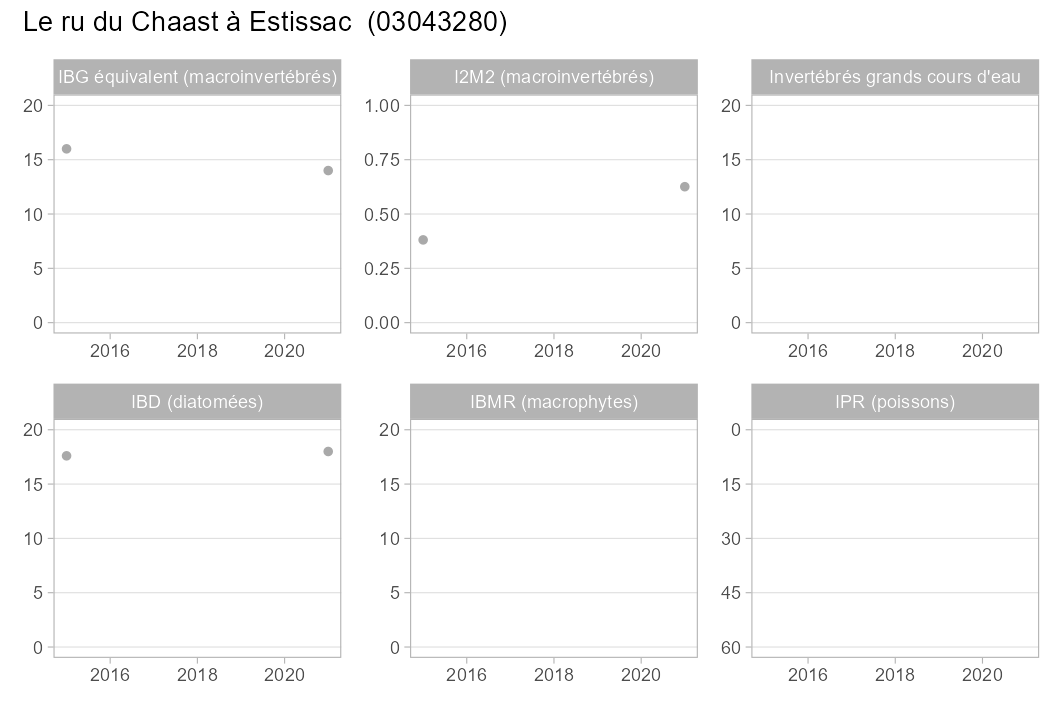 Le ru du Chaast à Estissac (03043280)
IBG équivalent (macroinvertébrés)
I2M2 (macroinvertébrés)
Invertébrés grands cours d'eau
20
15
10
5
0
1.00
0.75
0.50
0.25
0.00
20
15
10
5
0
2016 2018 2020
2016 2018 2020
2016 2018 2020
IBD (diatomées)
IBMR (macrophytes)
IPR (poissons)
20
15
10
5
0
20
15
10
5
0
0
15
30
45
60
2016 2018 2020
2016 2018 2020
2016 2018 2020